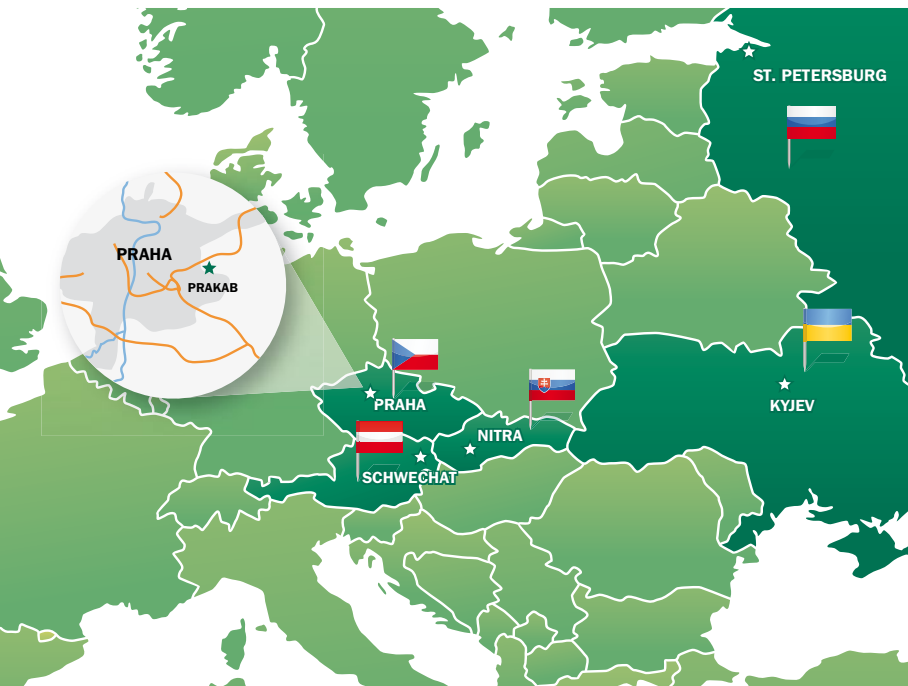 ST. PETERSBURG
PRAHA
PRAKAB
PRAHA
KYJEV
NITRA
SCHWECHAT